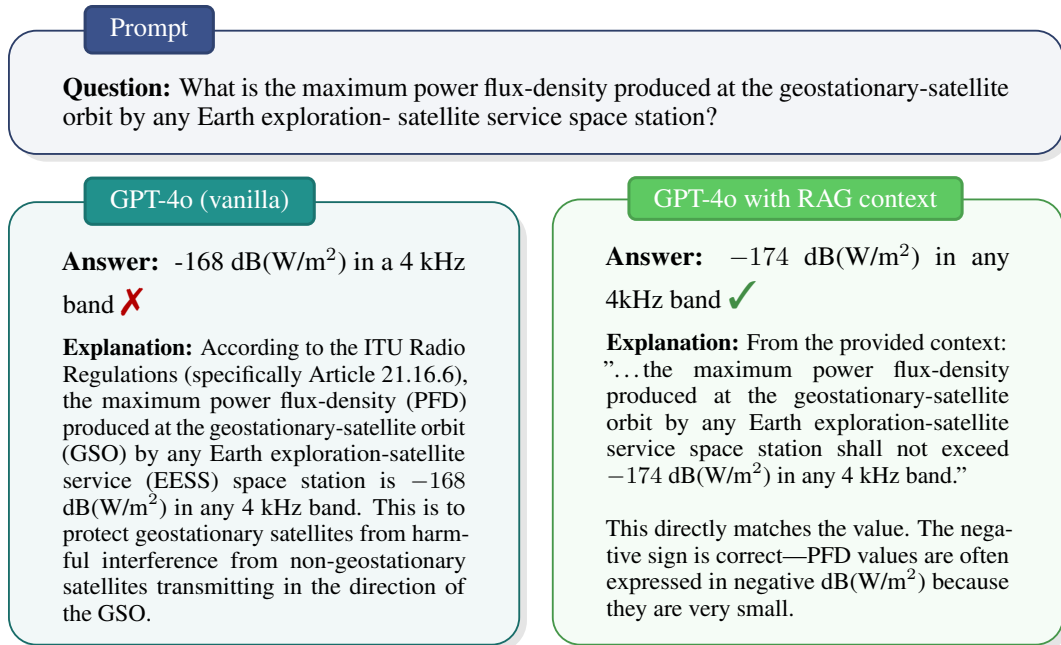 Prompt
Question: What is the maximum power flux-density produced at the geostationary-satellite
orbit by any Earth exploration- satellite service space station?
GPT-4o (vanilla)
Answer: -168 dB(W/m²) in a 4 kHz
band ✗
Explanation: According to the ITU Radio
Regulations (specifically Article 21.16.6),
the maximum power flux-density (PFD)
produced at the geostationary-satellite orbit
(GSO) by any Earth exploration-satellite
service (EESS) space station is −168
dB(W/m²) in any 4 kHz band. This is to
protect geostationary satellites from harm-
ful interference from non-geostationary
satellites transmitting in the direction of
the GSO.
GPT-4o with RAG context
Answer: −174 dB(W/m²) in any
4kHz band ✓
Explanation: From the provided context:
”…the maximum power flux-density
produced at the geostationary-satellite
orbit by any Earth exploration-satellite
service space station shall not exceed
−174 dB(W/m²) in any 4 kHz band.”
This directly matches the value. The nega-
tive sign is correct—PFD values are often
expressed in negative dB(W/m²) because
they are very small.